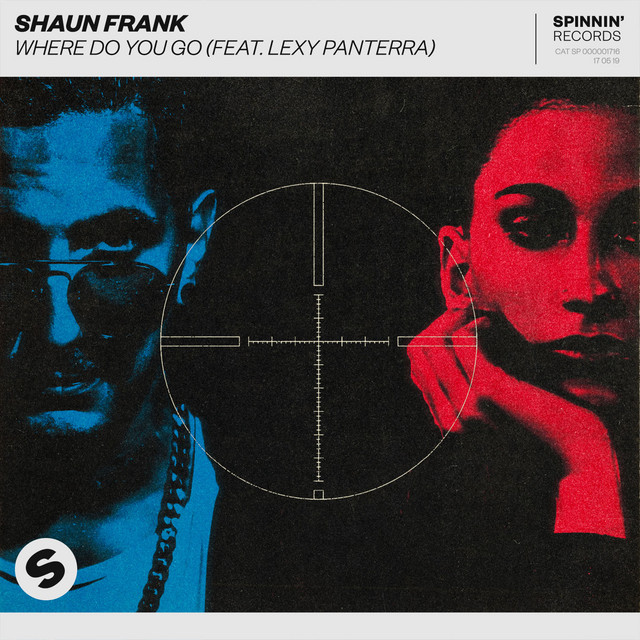 SHAUN FRANK
WHERE DO YOU GO (FEAT. LEXY PANTERRA)
SPINNIN'
RECORDS
CAT SP 000001716
17 05 19
S